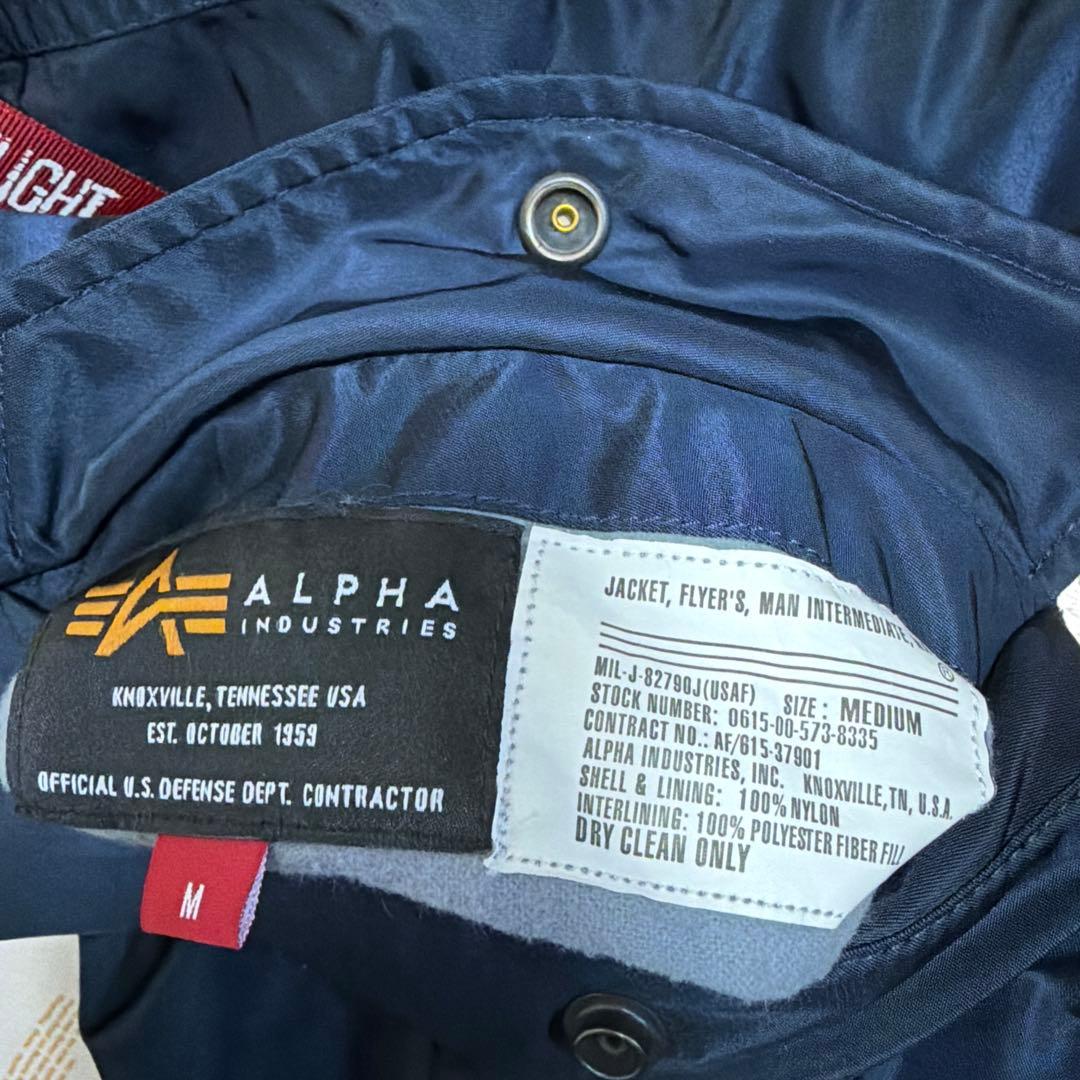 LIGHT
ALPHA
INDUSTRIES
KNOXVILLE, TENNESSEE USA
EST. OCTOBER 1959
OFFICIAL U.S. DEFENSE DEPT. CONTRACTOR
M
JACKET, FLYER'S, MAN INTERMEDIATE,
®
MIL-J-82790J(USAF) SIZE: MEDIUM
STOCK NUMBER: 0615-00-573-8335
CONTRACT NO.: AF/615-37901
ALPHA INDUSTRIES, INC. KNOXVILLE, TN, U.S.A.
SHELL & LINING: 100% NYLON
INTERLINING: 100% POLYESTER FIBER FILL
DRY CLEAN ONLY